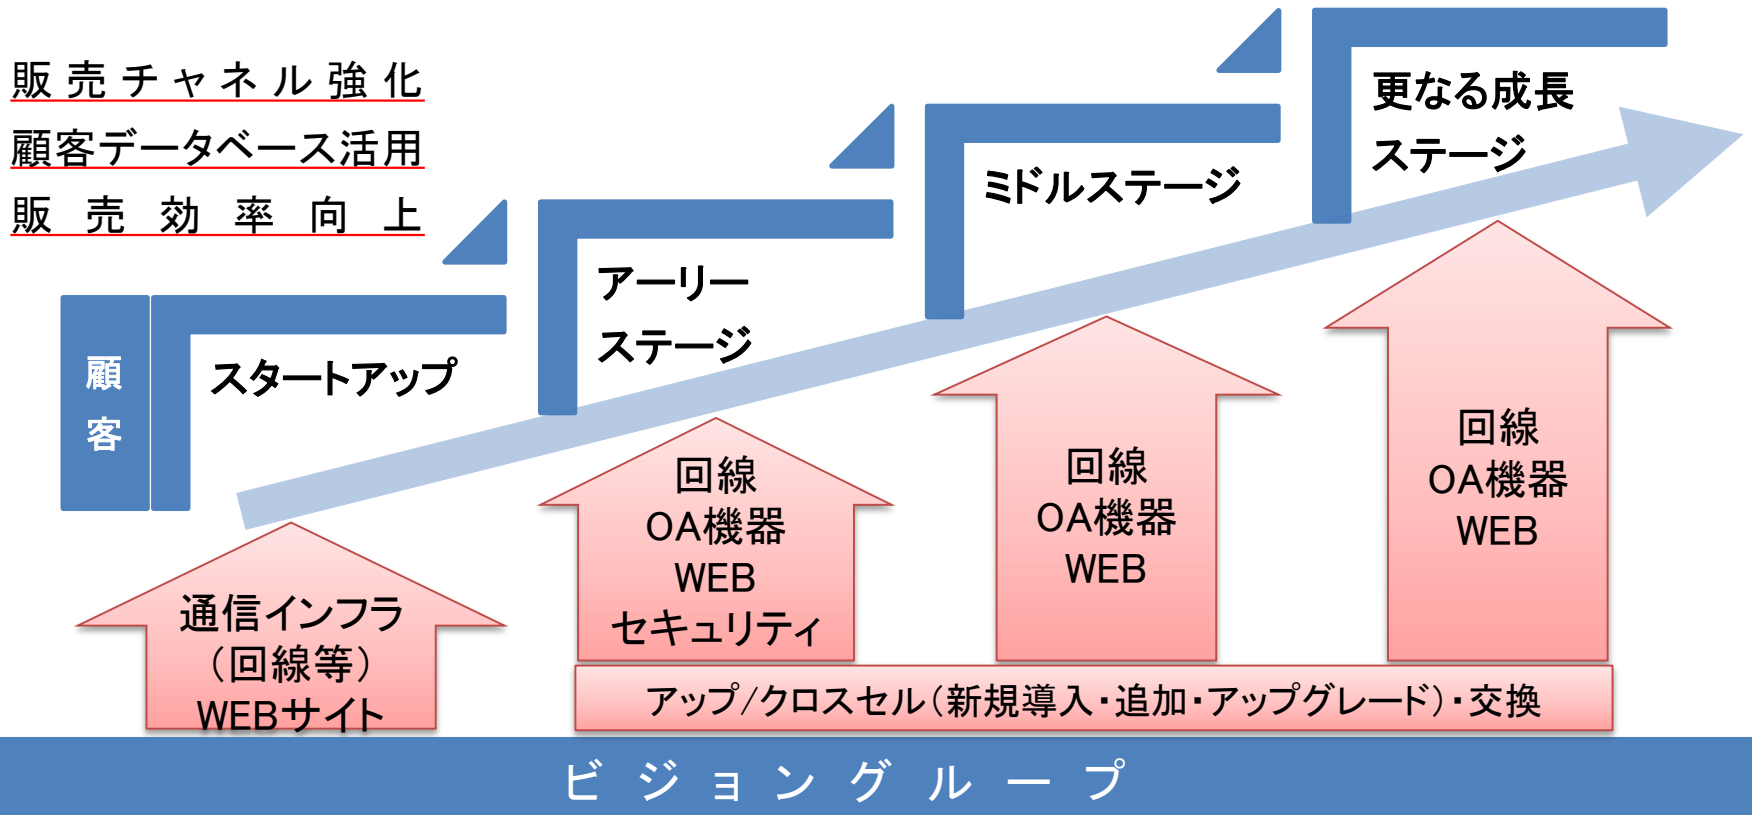 販売チャネル強化
顧客データベース活用
販売効率向上
顧
客
スタートアップ
アーリー
ステージ
ミドルステージ
更なる成長
ステージ
通信インフラ
（回線等）
WEBサイト
回線
OA機器
WEB
セキュリティ
回線
OA機器
WEB
回線
OA機器
WEB
アップ/クロスセル（新規導入・追加・アップグレード）・交換
ビジョングループ